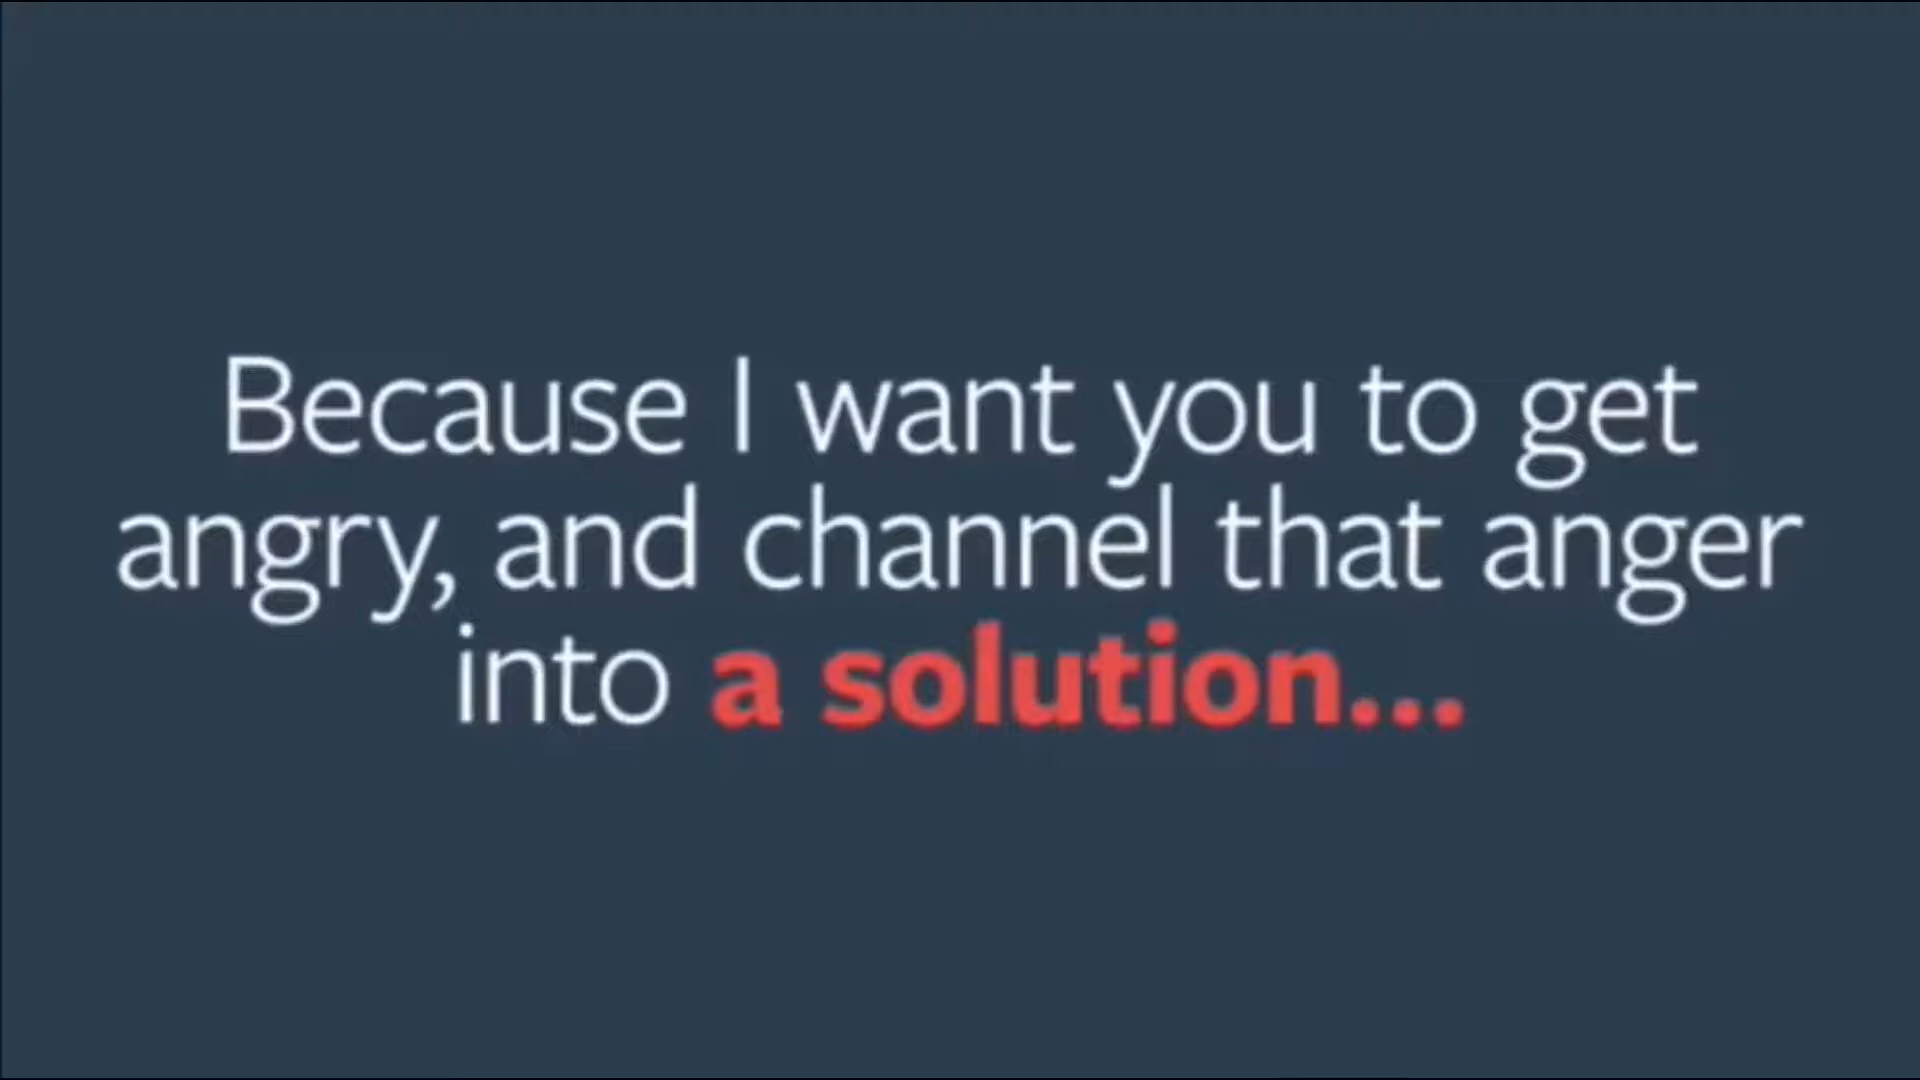 Because I want you to get
angry, and channel that anger
into a solution...